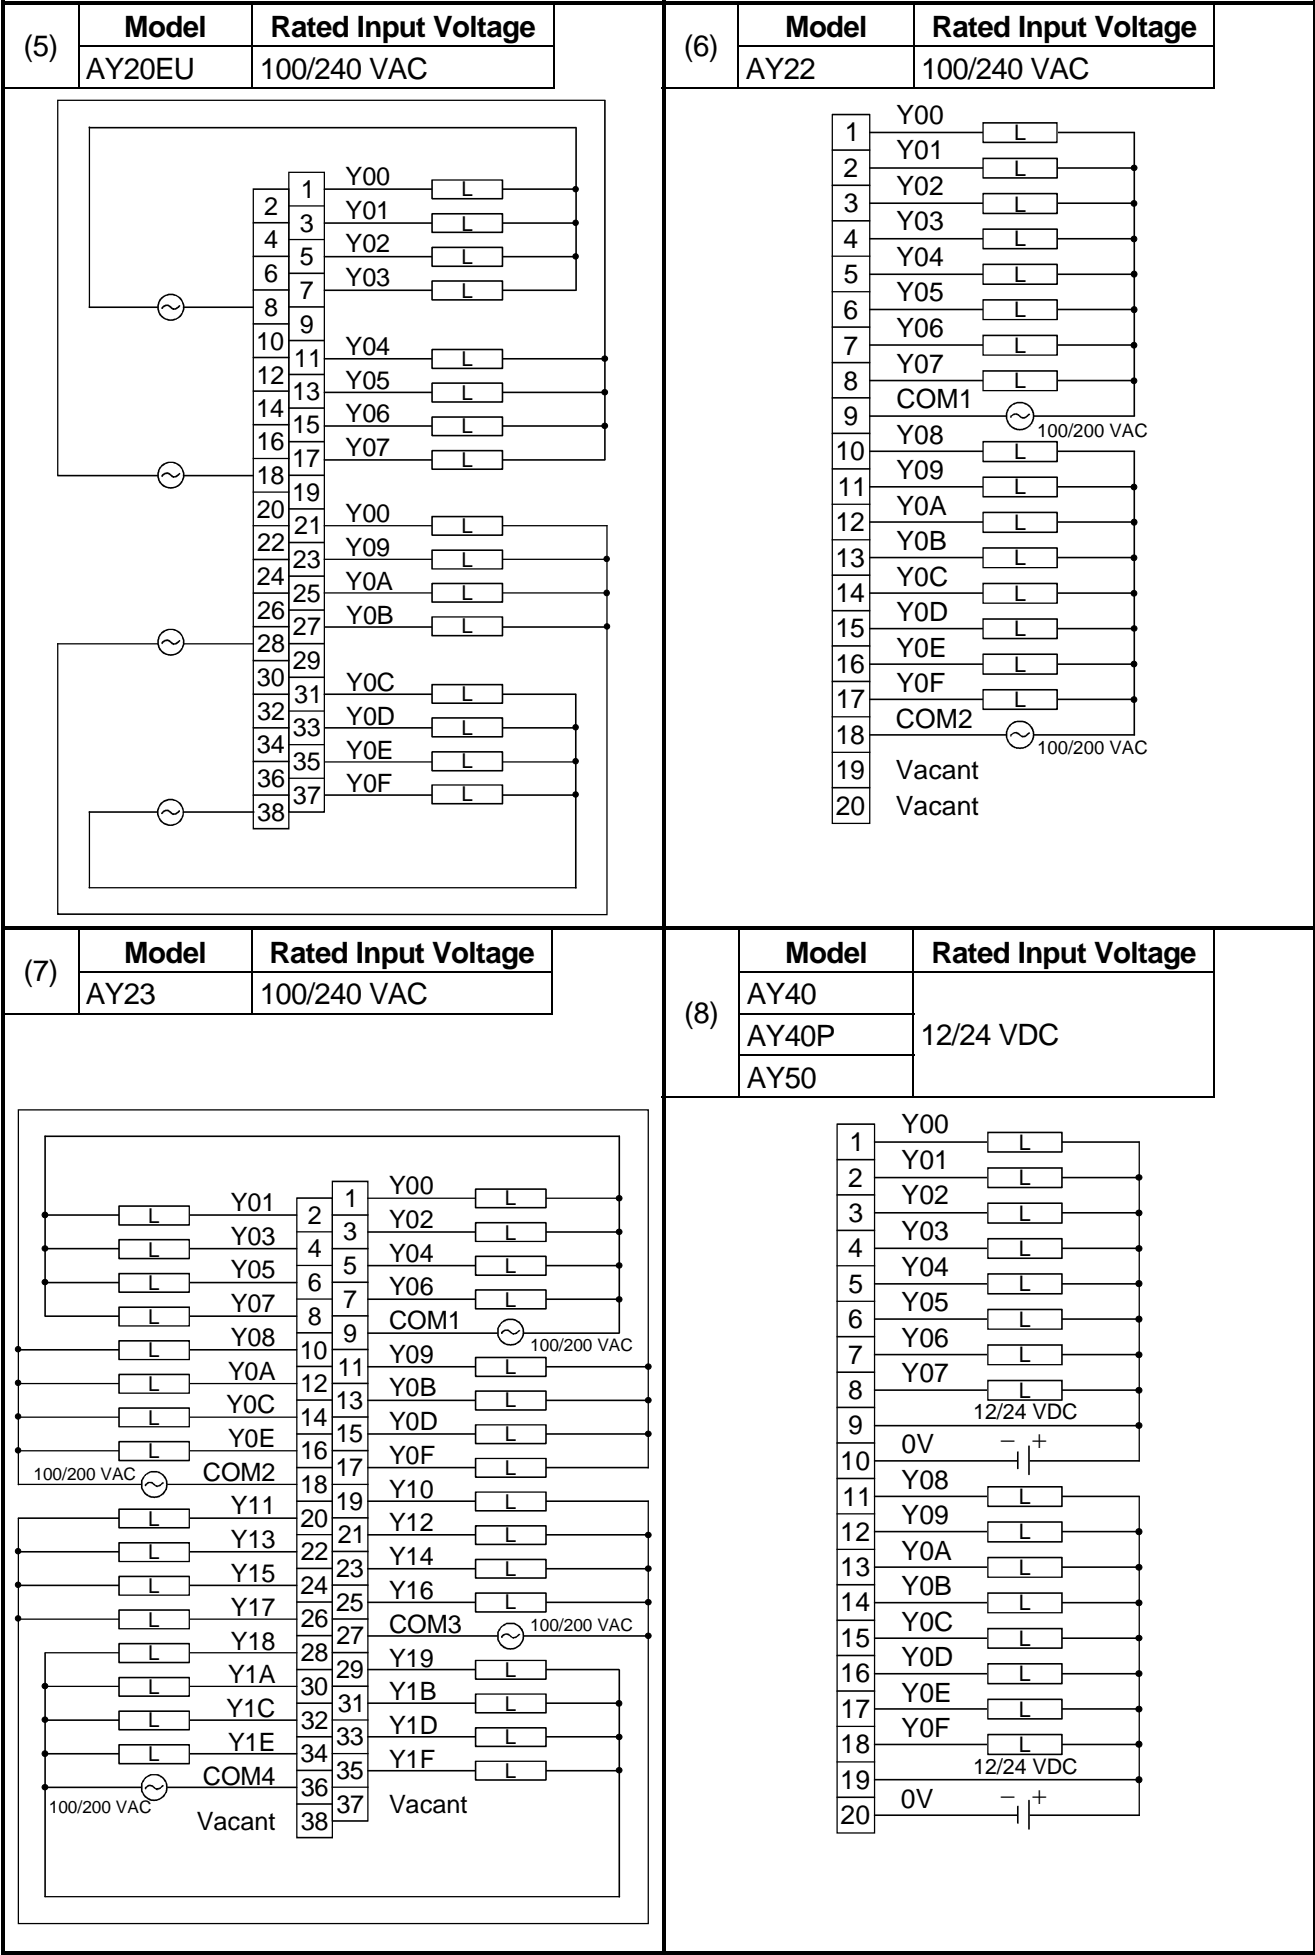 (5)
Model Rated Input Voltage
AY20EU 100/240 VAC
1 Y00 L
2
3 Y01 L
4
5 Y02 L
6
7 Y03 L
8
9
10
11 Y04 L
12
13 Y05 L
14
15 Y06 L
16
17 Y07 L
18
19
20
21 Y00 L
22
23 Y09 L
24
25 Y0A L
26
27 Y0B L
28
29
30
31 Y0C L
32
33 Y0D L
34
35 Y0E L
36
37 Y0F L
38
(6)
Model Rated Input Voltage
AY22 100/240 VAC
1 Y00 L
2 Y01 L
3 Y02 L
4 Y03 L
5 Y04 L
6 Y05 L
7 Y06 L
8 Y07 L
9 COM1 100/200 VAC
10 Y08 L
11 Y09 L
12 Y0A L
13 Y0B L
14 Y0C L
15 Y0D L
16 Y0E L
17 Y0F L
18 COM2 100/200 VAC
19 Vacant
20 Vacant
(7)
Model Rated Input Voltage
AY23 100/240 VAC
1 Y00 L
L Y01 2
3 Y02 L
L Y03 4
5 Y04 L
L Y05 6
7 Y06 L
L Y07 8
9 COM1 100/200 VAC
L Y08 10
11 Y09 L
L Y0A 12
13 Y0B L
L Y0C 14
15 Y0D L
L Y0E 16
17 Y0F L
100/200 VAC COM2 18
19 Y10 L
L Y11 20
21 Y12 L
L Y13 22
23 Y14 L
L Y15 24
25 Y16 L
L Y17 26
27 COM3 100/200 VAC
L Y18 28
29 Y19 L
L Y1A 30
31 Y1B L
L Y1C 32
33 Y1D L
L Y1E 34
35 Y1F L
100/200 VAC COM4 36
37 Vacant
Vacant 38
(8)
Model Rated Input Voltage
AY40
AY40P 12/24 VDC
AY50
1 Y00 L
2 Y01 L
3 Y02 L
4 Y03 L
5 Y04 L
6 Y05 L
7 Y06 L
8 Y07 L
9 12/24 VDC
10 0V − +
11 Y08 L
12 Y09 L
13 Y0A L
14 Y0B L
15 Y0C L
16 Y0D L
17 Y0E L
18 Y0F L
19 12/24 VDC
20 0V − +